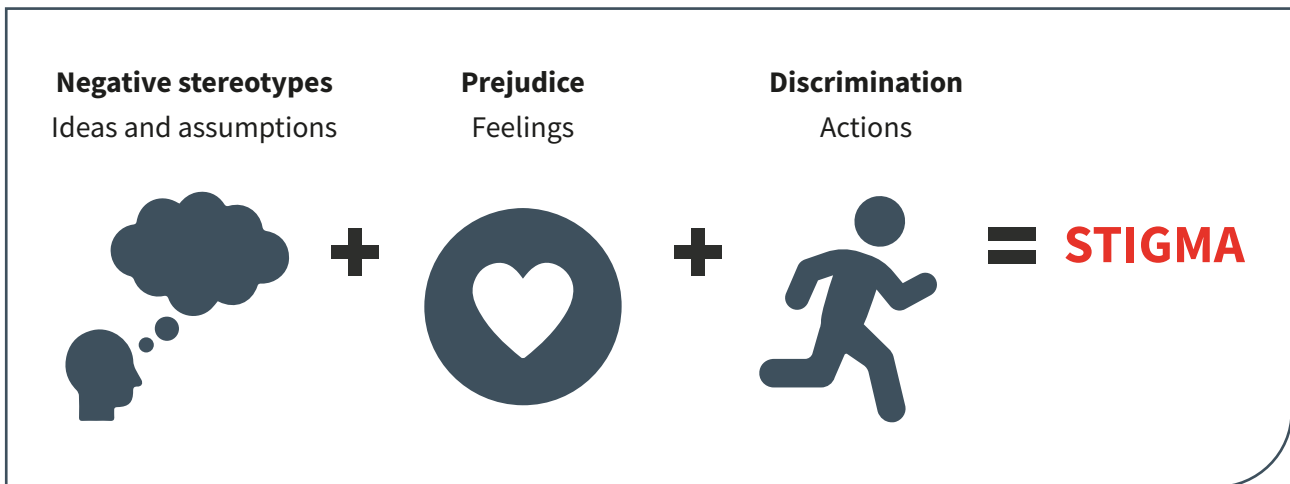 Negative stereotypes
Ideas and assumptions
Prejudice
Feelings
Discrimination
Actions
+
+
=
STIGMA